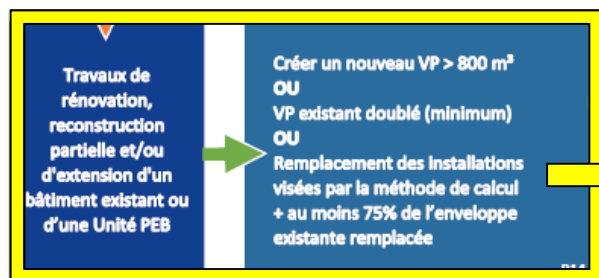 Travaux de
rénovation,
reconstruction
partielle et/ou
d'extension d'un
bâtiment existant ou
d'une Unité PEB
Créer un nouveau VP > 800 m³
OU
VP existant doublé (minimum)
OU
Remplacement des installations
visées par la méthode de calcul
+ au moins 75% de l'enveloppe
existante remplacée